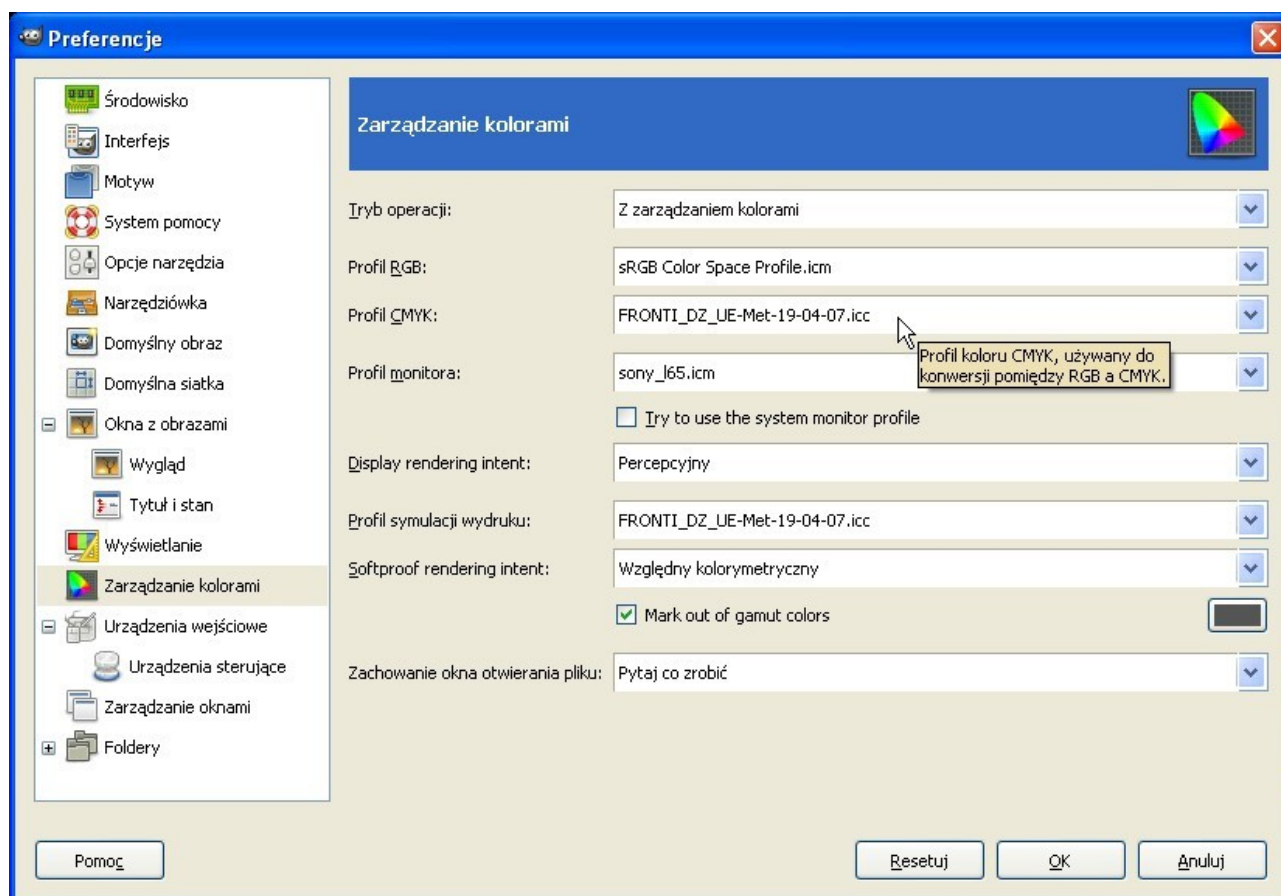 Preferencje
Środowisko
Interfejs
Motyw
System pomocy
Opcje narzędzia
Narzędziówka
Domyślny obraz
Domyślna siatka
Okna z obrazami
Wygląd
Tytuł i stan
Wyświetlanie
Zarządzanie kolorami
Urządzenia wejściowe
Urządzenia sterujące
Zarządzanie oknami
Foldery
Zarządzanie kolorami
Tryb operacji: Z zarządzaniem kolorami
Profil RGB: sRGB Color Space Profile.icm
Profil CMYK: FRONTI_DZ_UE-Met-19-04-07.icc
Profil koloru CMYK, używany do
konwersji pomiędzy RGB a CMYK.
Profil monitora: sony_l65.icm
Try to use the system monitor profile
Display rendering intent: Percepcyjny
Profil symulacji wydruku: FRONTI_DZ_UE-Met-19-04-07.icc
Softproof rendering intent: Względny kolorymetryczny
Mark out of gamut colors
Zachowanie okna otwierania pliku: Pytaj co zrobić
Pomoc Resetuj OK Anuluj